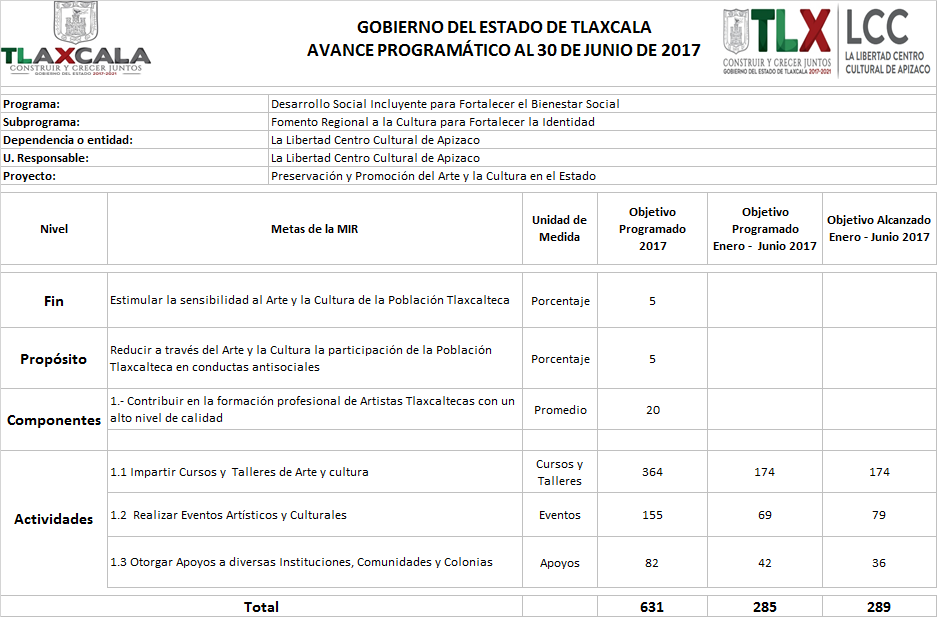 TLAXCALA
CONSTRUIR Y CRECER JUNTOS
GOBIERNO DEL ESTADO DE TLAXCALA 2017-2021
GOBIERNO DEL ESTADO DE TLAXCALA
AVANCE PROGRAMÁTICO AL 30 DE JUNIO DE 2017
TLX
CONSTRUIR Y CRECER JUNTOS
GOBIERNO DEL ESTADO DE TLAXCALA 2017-2021
LCC
LA LIBERTAD CENTRO
CULTURAL DE APIZACO
Programa: Desarrollo Social Incluyente para Fortalecer el Bienestar Social
Subprograma: Fomento Regional a la Cultura para Fortalecer la Identidad
Dependencia o entidad: La Libertad Centro Cultural de Apizaco
U. Responsable: La Libertad Centro Cultural de Apizaco
Proyecto: Preservación y Promoción del Arte y la Cultura en el Estado
Nivel
Metas de la MIR
Unidad de
Medida
Objetivo
Programado
2017
Objetivo
Programado
Enero - Junio 2017
Objetivo Alcanzado
Enero - Junio 2017
Fin
Estimular la sensibilidad al Arte y la Cultura de la Población Tlaxcalteca
Porcentaje
5
Propósito
Reducir a través del Arte y la Cultura la participación de la Población
Tlaxcalteca en conductas antisociales
Porcentaje
5
Componentes
1.- Contribuir en la formación profesional de Artistas Tlaxcaltecas con un
alto nivel de calidad
Promedio
20
Actividades
1.1 Impartir Cursos y Talleres de Arte y cultura
Cursos y
Talleres
364
174
174
1.2 Realizar Eventos Artísticos y Culturales
Eventos
155
69
79
1.3 Otorgar Apoyos a diversas Instituciones, Comunidades y Colonias
Apoyos
82
42
36
Total
631
285
289